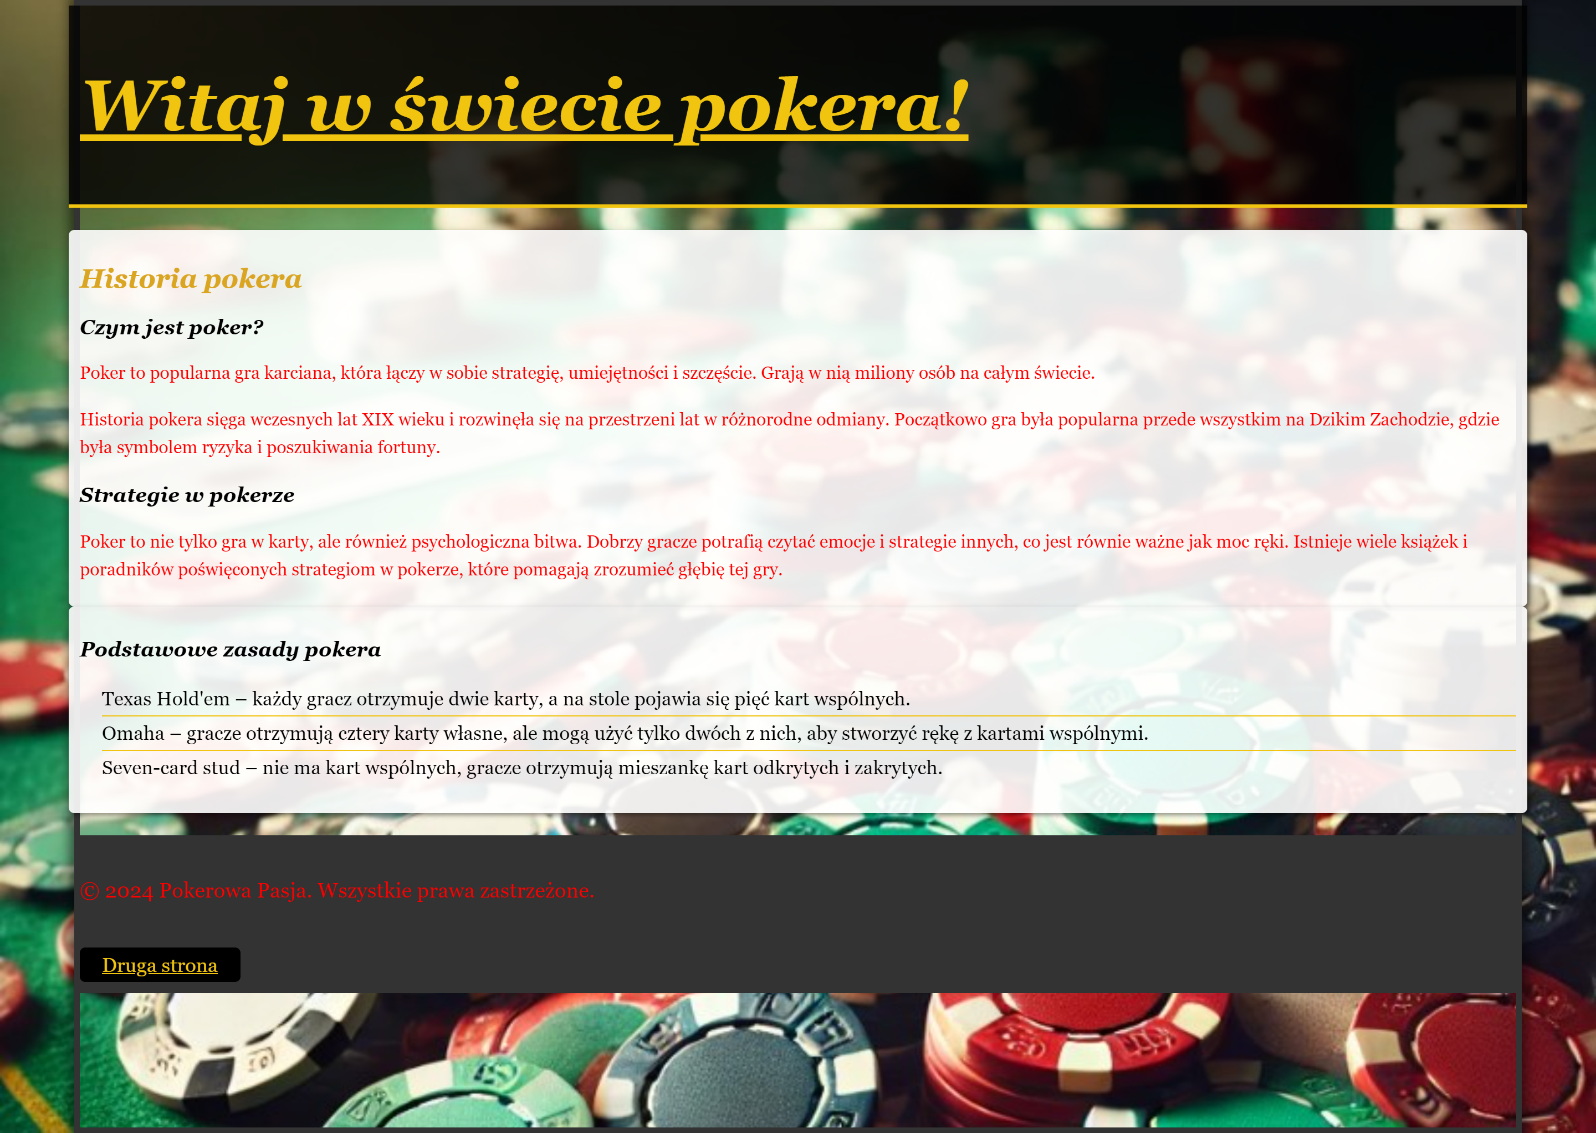 Witaj w świecie pokera!
Historia pokera
Czym jest poker?
Poker to popularna gra karciana, która łączy w sobie strategię, umiejętności i szczęście. Grają w nią miliony osób na całym świecie.
Historia pokera sięga wczesnych lat XIX wieku i rozwinęła się na przestrzeni lat w różnorodne odmiany. Początkowo gra była popularna przede wszystkim na Dzikim Zachodzie, gdzie
była symbolem ryzyka i poszukiwania fortuny.
Strategie w pokerze
Poker to nie tylko gra w karty, ale również psychologiczna bitwa. Dobrzy gracze potrafią czytać emocje i strategie innych, co jest równie ważne jak moc ręki. Istnieje wiele książek i
poradników poświęconych strategiom w pokerze, które pomagają zrozumieć głębię tej gry.
Podstawowe zasady pokera
Texas Hold'em – każdy gracz otrzymuje dwie karty, a na stole pojawia się pięć kart wspólnych.
Omaha – gracze otrzymują cztery karty własne, ale mogą użyć tylko dwóch z nich, aby stworzyć rękę z kartami wspólnymi.
Seven-card stud – nie ma kart wspólnych, gracze otrzymują mieszankę kart odkrytych i zakrytych.
© 2024 Pokerowa Pasja. Wszystkie prawa zastrzeżone.
Druga strona